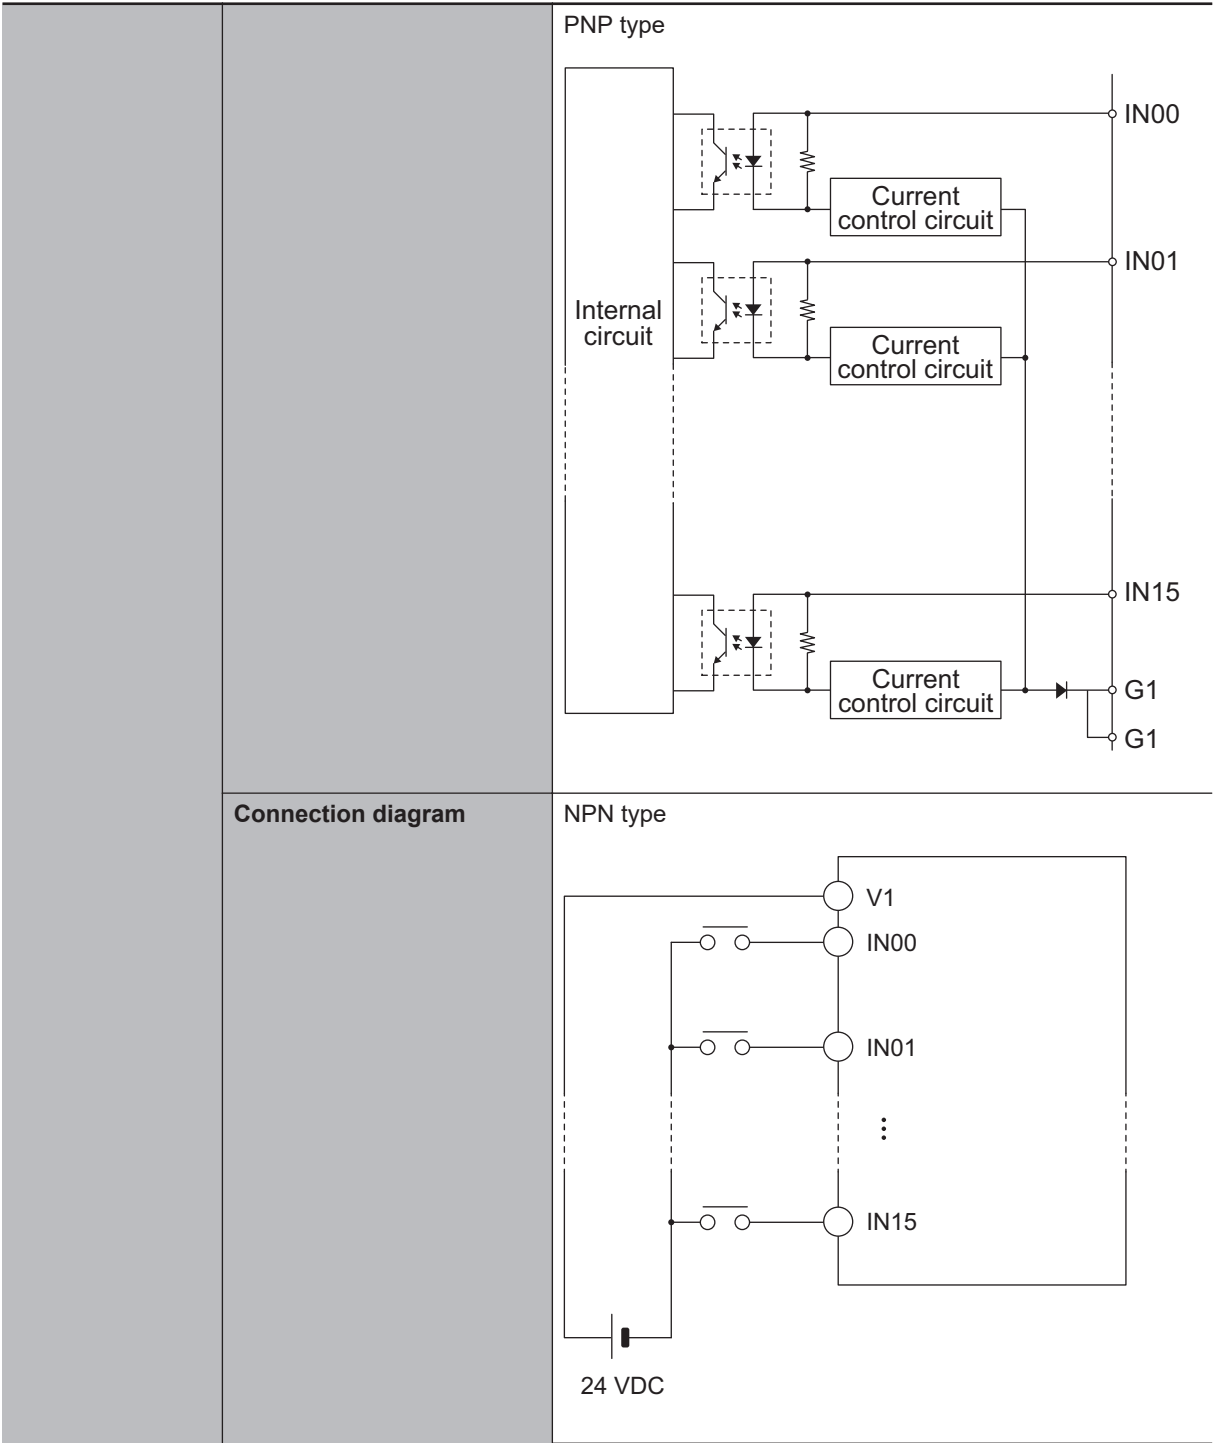 PNP type
IN00
Current
control circuit
IN01
Internal
circuit
Current
control circuit
IN15
Current
control circuit
G1
G1
Connection diagram
NPN type
V1
IN00
IN01
⋮
IN15
24 VDC